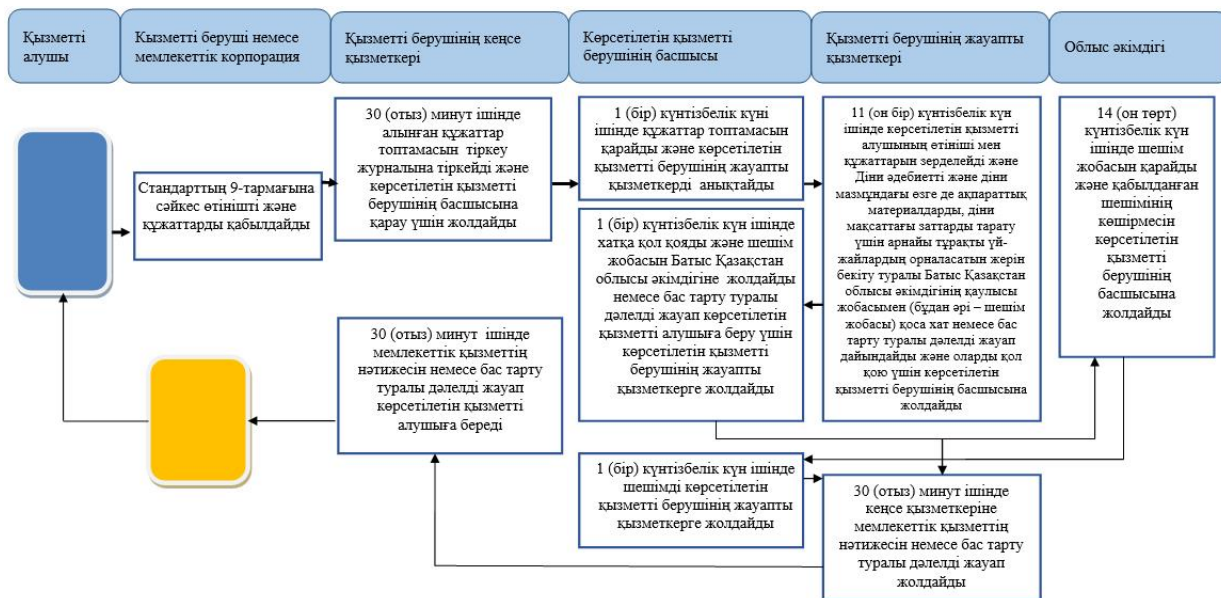 Қызметті
алушы
Кызметті беруші немесе
мемлекеттік корпорация
Қызметті берушінің кеңсе
қызметкері
Көрсетілетін қызметті
берушінің басшысы
Қызметті берушінің жауапты
қызметкері
Облыс әкімдігі
Стандарттың 9-тармағына
сәйкес өтінішті және
құжаттарды қабылдайды
30 (отыз) минут ішінде
алынған құжаттар
топтамасын тіркеу
журналына тіркейді және
көрсетілетін қызметті
берушінің басшысына
қарау үшін жолдайды
1 (бір) күнтізбелік күні
ішінде құжаттар топтамасын
қарайды және көрсетілетін
қызметті берушінің жауапты
қызметкерді анықтайды
11 (он бір) күнтізбелік күн
ішінде көрсетілетін қызметті
алушының өтініші мен
құжаттарын зерделейді және
Діни әдебиетті және діни
мазмұндағы өзге де ақпараттық
материалдарды, діни
мақсаттағы заттарды тарату
үшін арнайы тұрақты үй-
жайлардың орналасатын жерін
бекіту туралы Батыс Қазақстан
облысы әкімдігінің қаулысы
жобасымен (бұдан әрі – шешім
жобасы) қоса хат немесе бас
тарту туралы дәлелді жауап
дайындайды және оларды қол
қою үшін көрсетілетін
қызметті берушінің басшысына
жолдайды
14 (он төрт)
күнтізбелік күн
ішінде шешім
жобасын қарайды
және қабылданған
шешімінің
көшірмесін
көрсетілетін
қызметті
берушінің
басшысына
жолдайды
1 (бір) күнтізбелік күн ішінде
хатқа қол қояды және шешім
жобасын Батыс Қазақстан
облысы әкімдігіне жолдайды
немесе бас тарту туралы
дәлелді жауап көрсетілетін
қызметті алушыға беру үшін
көрсетілетін қызметті
берушінің жауапты
қызметкерге жолдайды
30 (отыз) минут ішінде
мемлекеттік қызметтің
нәтижесін немесе бас тарту
туралы дәлелді жауап
көрсетілетін қызметті
алушыға береді
1 (бір) күнтізбелік күн ішінде
шешімді көрсетілетін
қызметті берушінің жауапты
қызметкерге жолдайды
30 (отыз) минут ішінде
кеңсе қызметкеріне
мемлекеттік қызметтің
нәтижесін немесе бас тарту
туралы дәлелді жауап
жолдайды